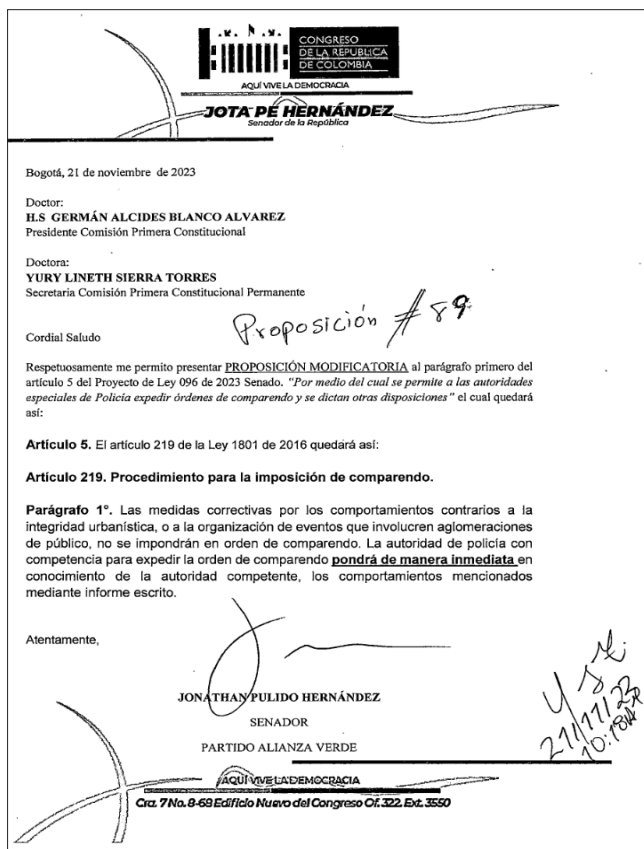 CONGRESO
DE LA REPÚBLICA
DE COLOMBIA
AQUÍ VIVE LA DEMOCRACIA
JOTA PE HERNÁNDEZ
Senador de la República
Bogotá, 21 de noviembre de 2023
Doctor:
H.S GERMÁN ALCIDES BLANCO ALVAREZ
Presidente Comisión Primera Constitucional
Doctora:
YURY LINETH SIERRA TORRES
Secretaria Comisión Primera Constitucional Permanente
Proposición # 89
Cordial Saludo
Respetuosamente me permito presentar PROPOSICIÓN MODIFICATORIA al parágrafo primero del
artículo 5 del Proyecto de Ley 096 de 2023 Senado. "Por medio del cual se permite a las autoridades
especiales de Policía expedir órdenes de comparendo y se dictan otras disposiciones" el cual quedará
así:
Artículo 5. El artículo 219 de la Ley 1801 de 2016 quedará así:
Artículo 219. Procedimiento para la imposición de comparendo.
Parágrafo 1°. Las medidas correctivas por los comportamientos contrarios a la
integridad urbanística, o a la organización de eventos que involucren aglomeraciones
de público, no se impondrán en orden de comparendo. La autoridad de policía con
competencia para expedir la orden de comparendo pondrá de manera inmediata en
conocimiento de la autoridad competente, los comportamientos mencionados
mediante informe escrito.
Atentamente,
JONATHAN PULIDO HERNÁNDEZ
SENADOR
PARTIDO ALIANZA VERDE
21/11/23
AQUÍ VIVE LA DEMOCRACIA
Cra. 7 No. 8-68 Edificio Nuevo del Congreso Of. 322. Ext. 3550